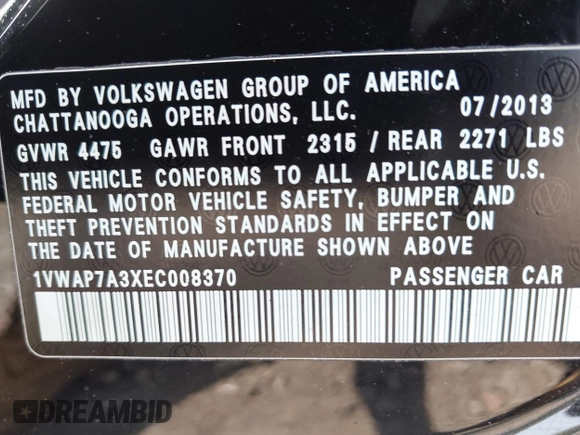 MFD BY VOLKSWAGEN GROUP OF AMERICA
CHATTANOOGA OPERATIONS, LLC. 07/2013
GVWR 4475 GAWR FRONT 2315 / REAR 2271 LBS
THIS VEHICLE CONFORMS TO ALL APPLICABLE U.S.
FEDERAL MOTOR VEHICLE SAFETY, BUMPER AND
THEFT PREVENTION STANDARDS IN EFFECT ON
THE DATE OF MANUFACTURE SHOWN ABOVE.
1VWAP7A3XEC008370 PASSENGER CAR
DREAMBID